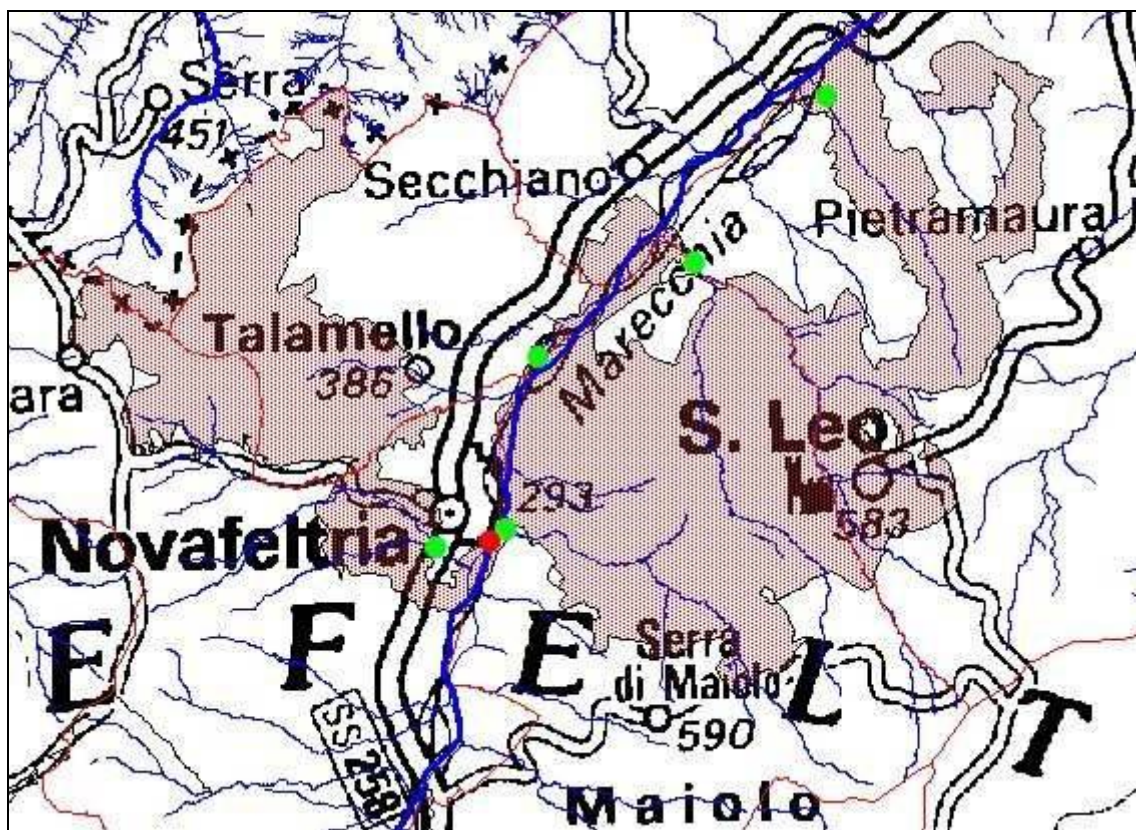 Serra
451
Secchiano
Pietramaura
Marecchia
Talamello
386
ara
S. Leo
583
293
Novafeltria
E F E L T
Serra
di Maiolo
590
SS 258
Maiolo